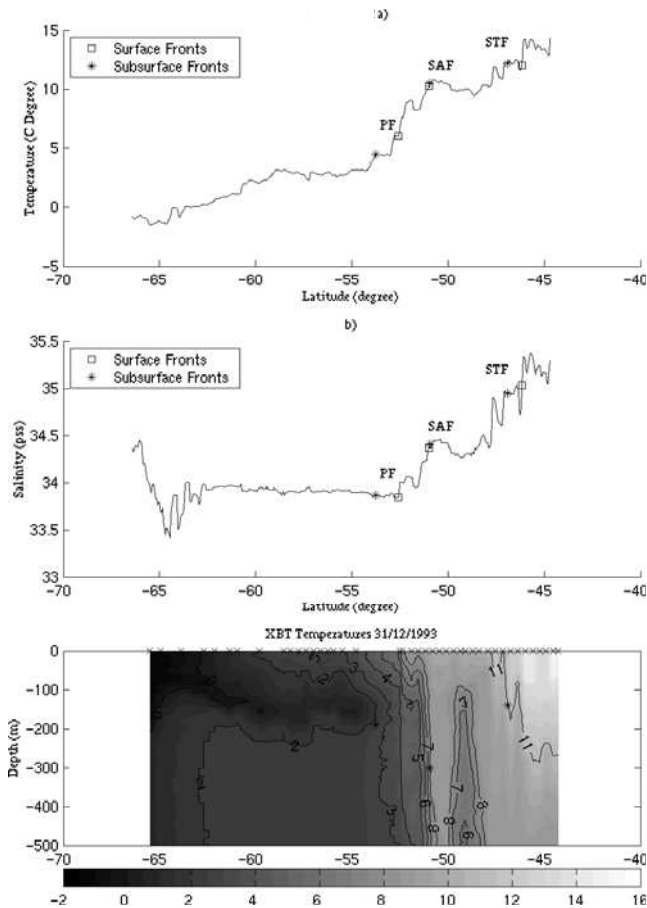 a)
Surface Fronts
Subsurface Fronts
STF
SAF
PF
Temperature (C Degree)
15
10
5
0
−5
−70 −65 −60 −55 −50 −45 −40
Latitude (degree)
b)
Surface Fronts
Subsurface Fronts
STF
SAF
PF
Salinity (pss)
35.5
35
34.5
34
33.5
33
−70 −65 −60 −55 −50 −45 −40
Latitude (degree)
XBT Temperatures 31/12/1993
Depth (m)
0
−100
−200
−300
−400
−500
3
4
2
5
7
6
8
7
7
8
8
6
11
11
−70 −65 −60 −55 −50 −45 −40
−2 0 2 4 6 8 10 12 14 16